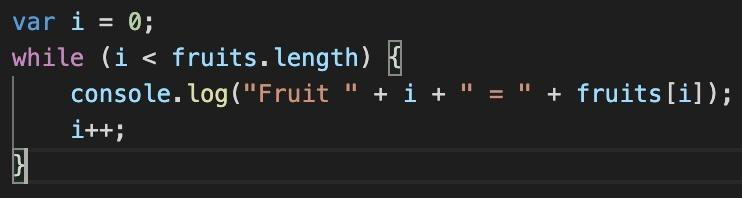 var i = 0;
while (i < fruits.length) {
    console.log("Fruit " + i + " = " + fruits[i]);
    i++;
}